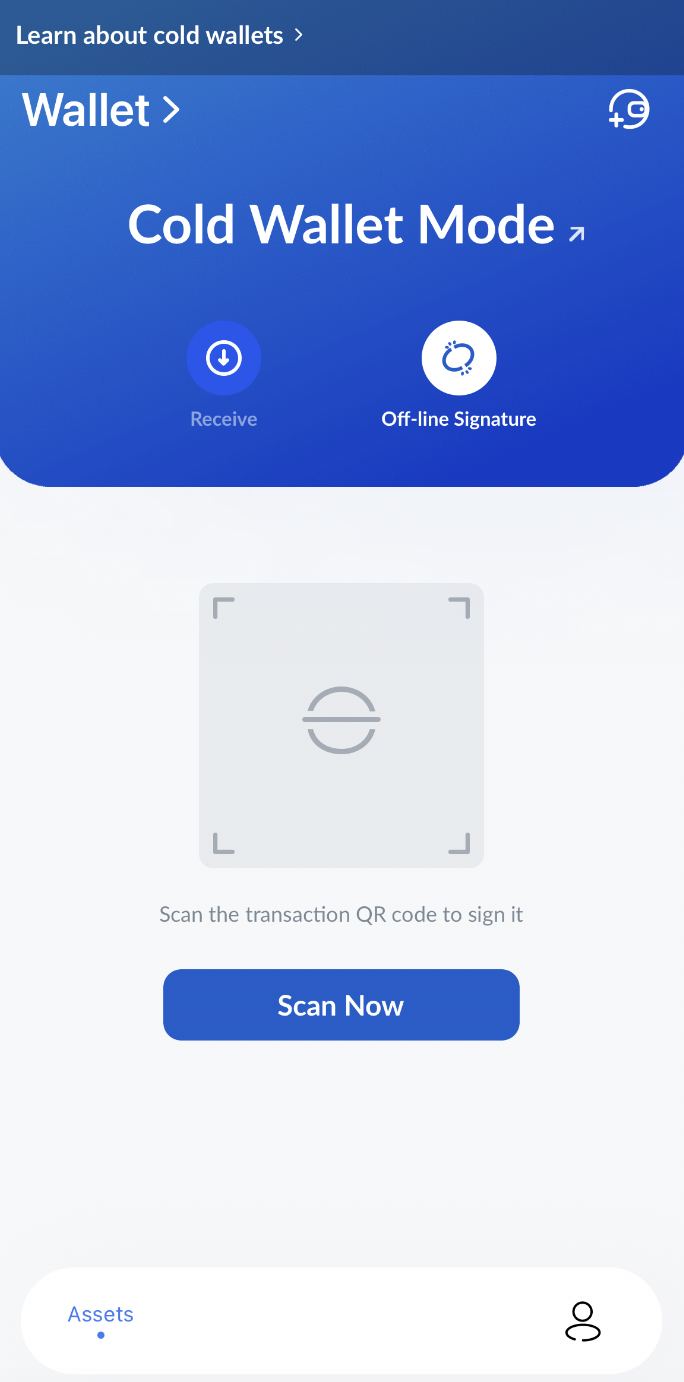 Learn about cold wallets
Wallet
Cold Wallet Mode
Receive
Off-line Signature
Scan the transaction QR code to sign it
Scan Now
Assets